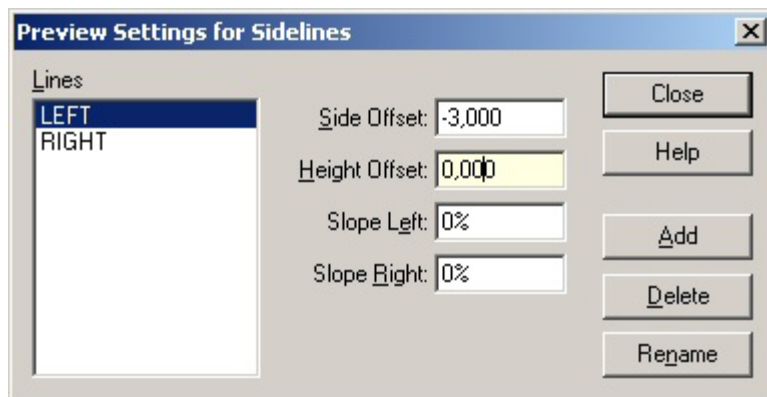 Preview Settings for Sidelines
Lines
LEFT
RIGHT
Side Offset: -3,000
Height Offset: 0,000
Slope Left: 0%
Slope Right: 0%
Close
Help
Add
Delete
Rename